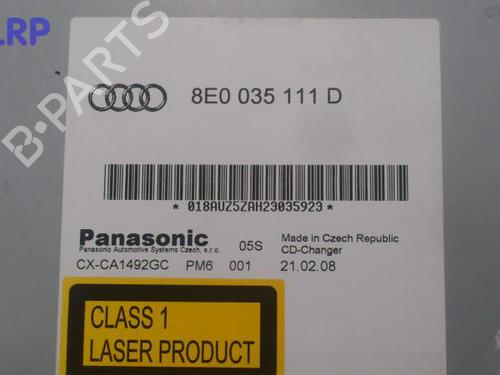 .RP
B-PARTS
8E0 035 111 D
* 018AUZ5ZAH23035923 *
Panasonic 05S Made in Czech Republic
Panasonic Automotive Systems Czech, s.r.o. CD-Changer
CX-CA1492GC PM6 001 21.02.08
CLASS 1
LASER PRODUCT